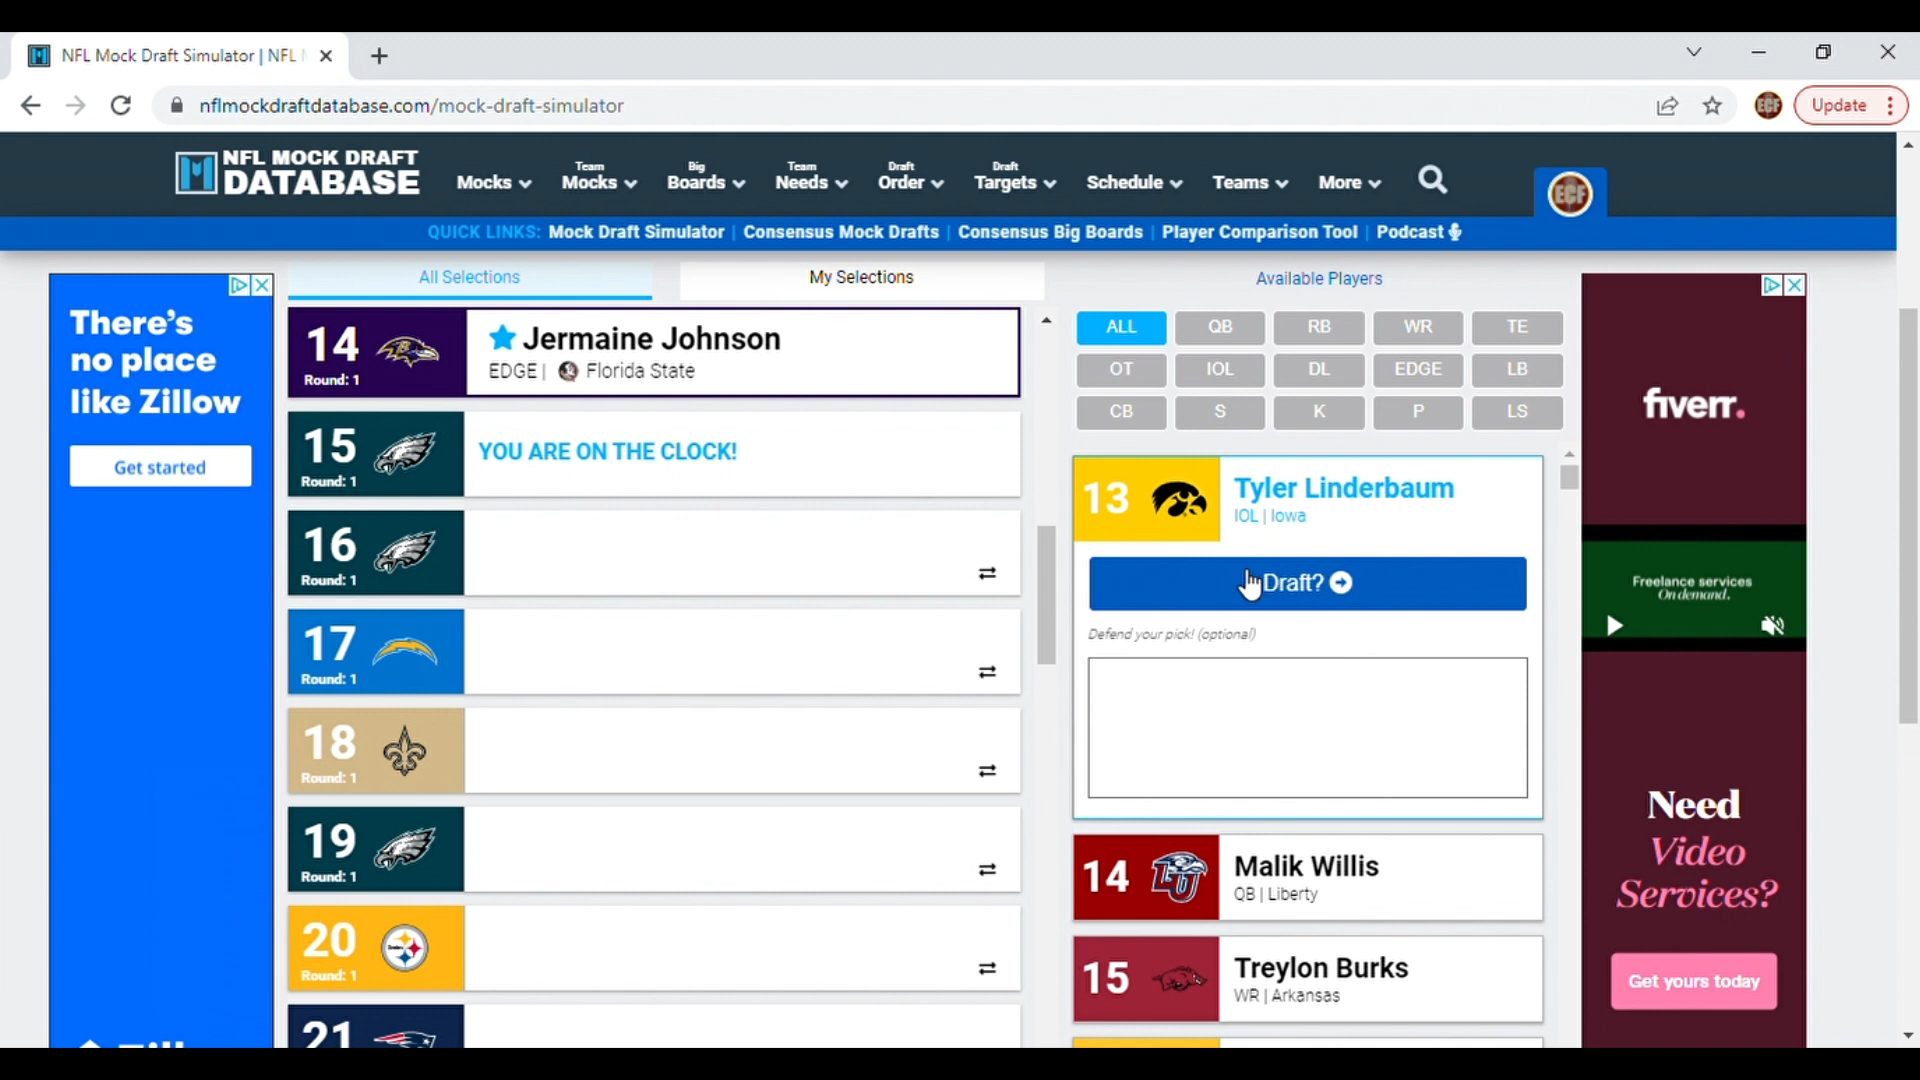 NFL Mock Draft Simulator | NFL M
nflmockdraftdatabase.com/mock-draft-simulator
ECF
Update
NFL MOCK DRAFT
DATABASE
Mocks
Team
Mocks
Big
Boards
Team
Needs
Draft
Order
Draft
Targets
Schedule
Teams
More
ECF
QUICK LINKS: Mock Draft Simulator | Consensus Mock Drafts | Consensus Big Boards | Player Comparison Tool | Podcast
There's
no place
like Zillow
Get started
All Selections
My Selections
14
Round: 1
Jermaine Johnson
EDGE | Florida State
15
Round: 1
YOU ARE ON THE CLOCK!
16
Round: 1
17
Round: 1
18
Round: 1
19
Round: 1
20
Round: 1
Steelers
21
Available Players
ALL QB RB WR TE
OT IOL DL EDGE LB
CB S K P LS
13
Tyler Linderbaum
IOL | Iowa
Draft?
Defend your pick! (optional)
14
LU
Malik Willis
QB | Liberty
15
Treylon Burks
WR | Arkansas
fiverr.
Freelance services
On demand.
Need
Video
Services?
Get yours today